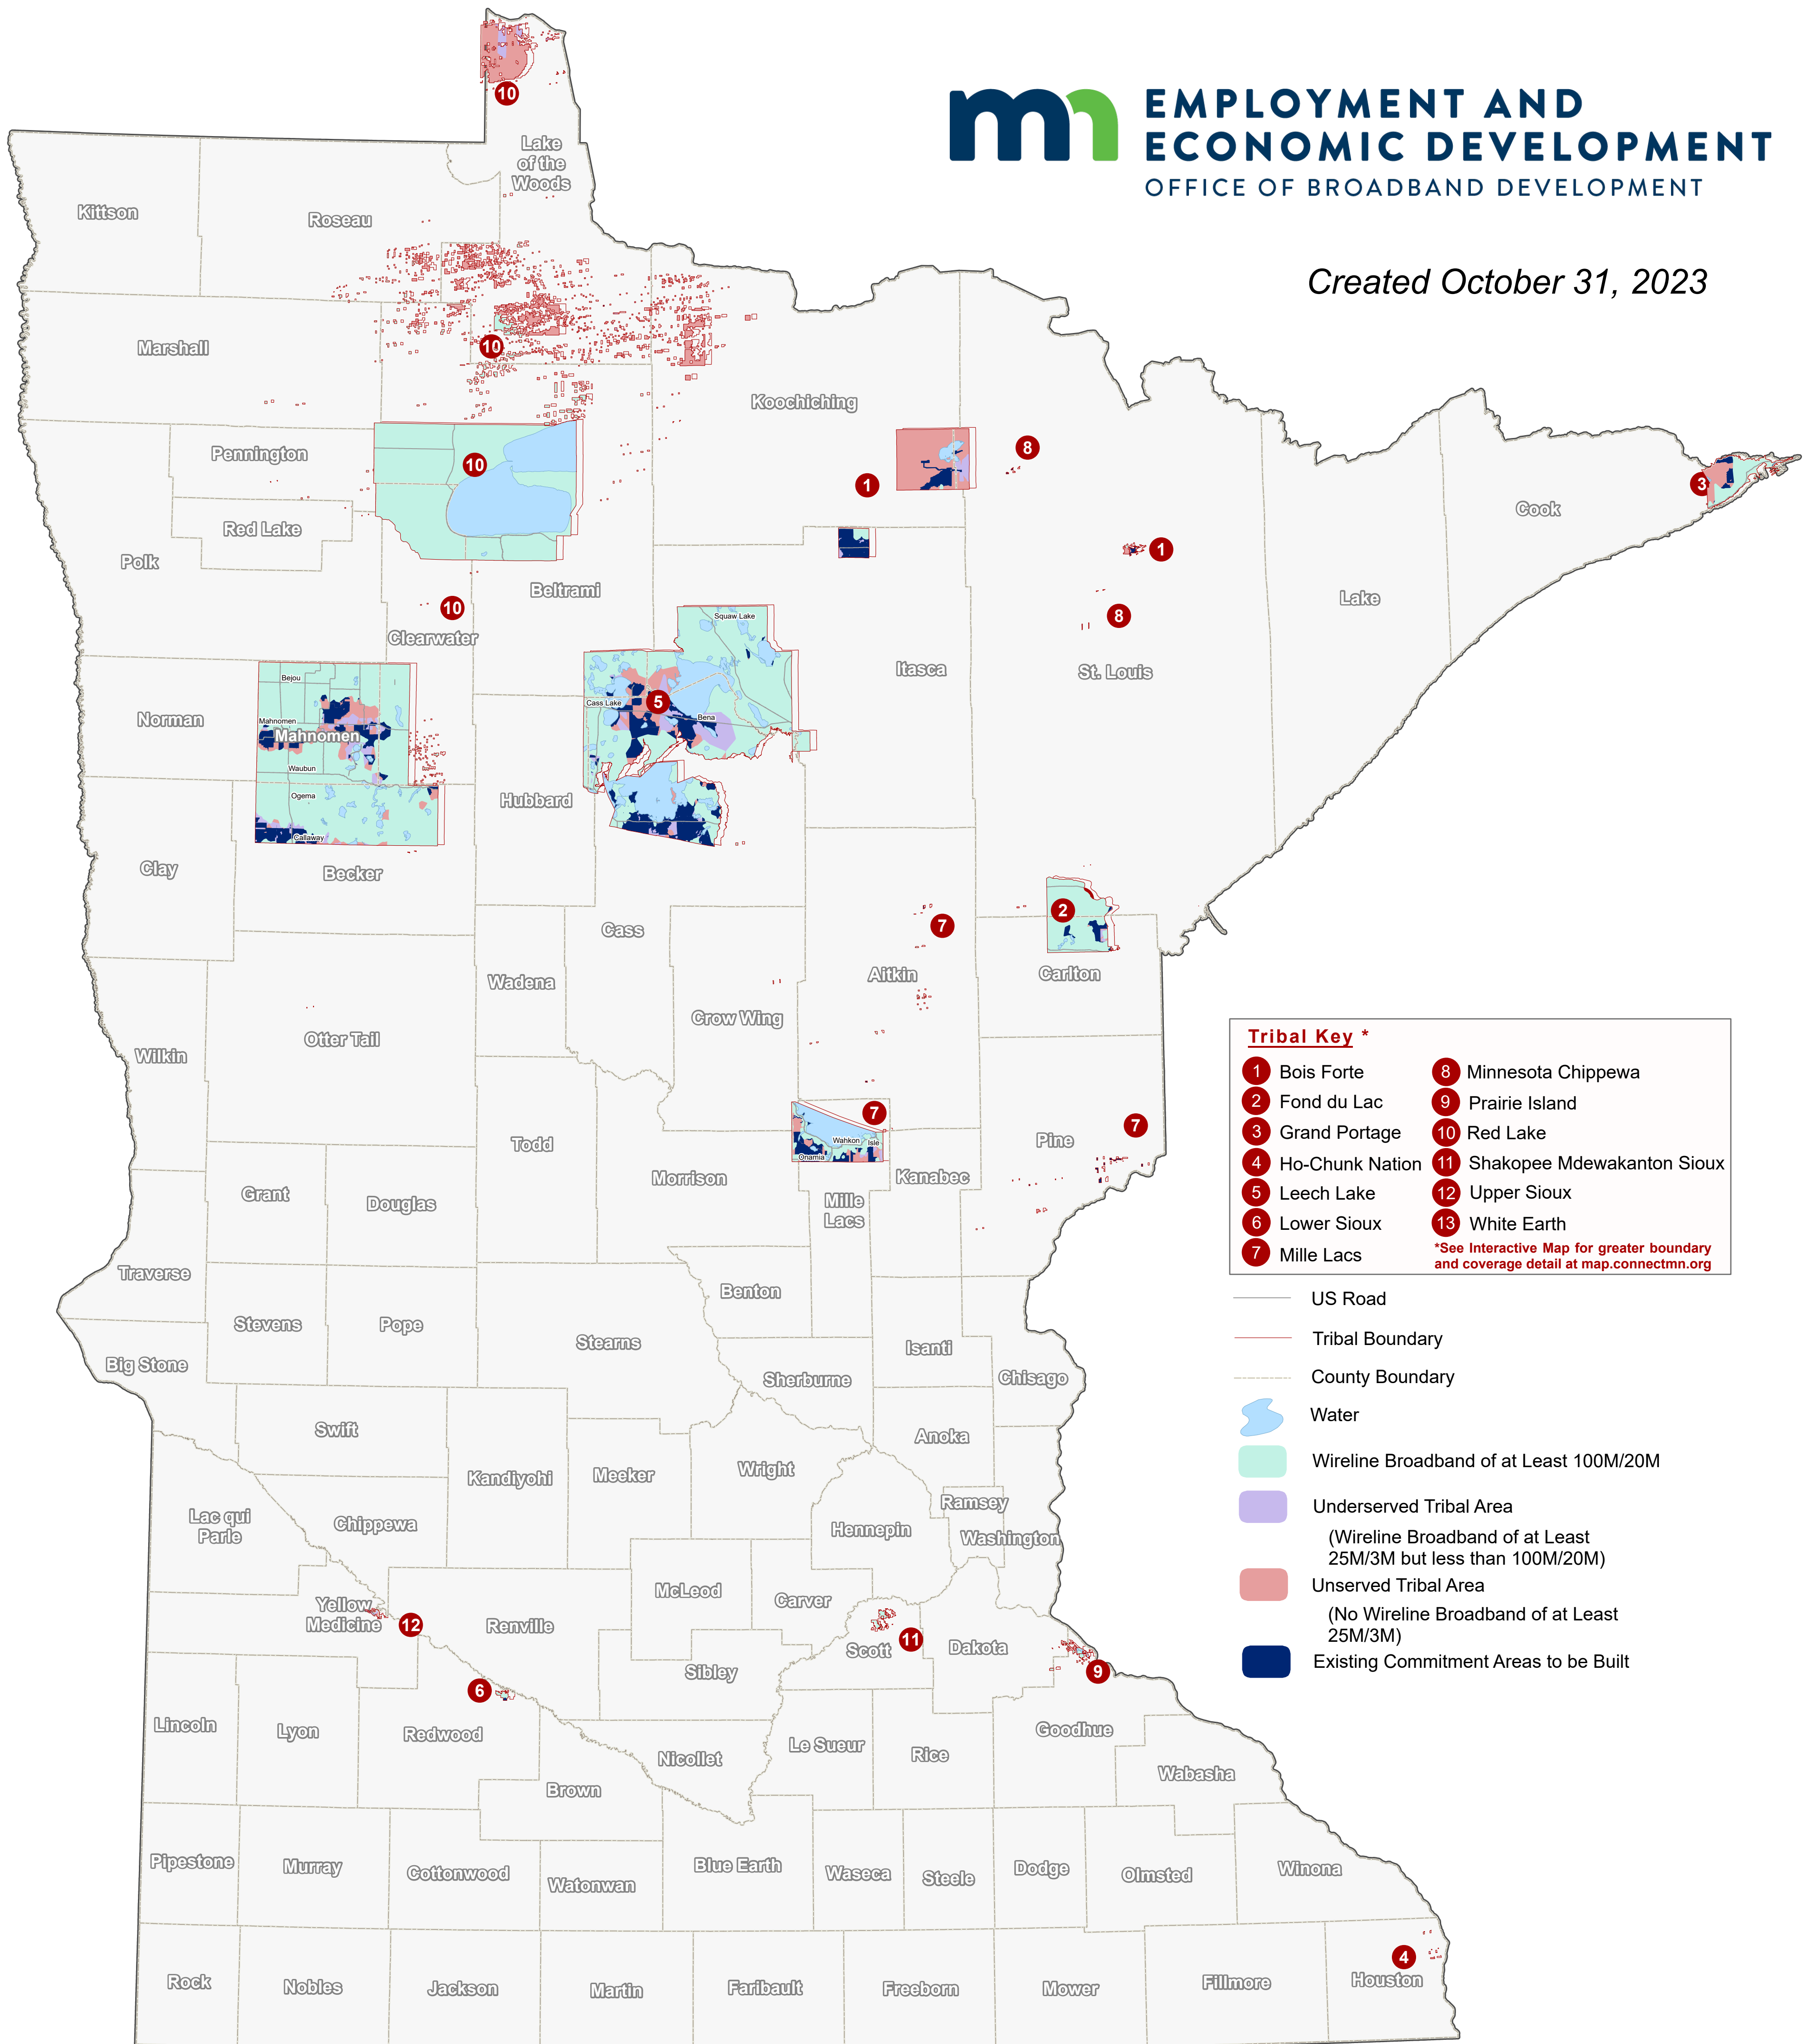 mn
EMPLOYMENT AND
ECONOMIC DEVELOPMENT
OFFICE OF BROADBAND DEVELOPMENT
Created October 31, 2023
10
Lake
of the
Woods
Kittson
Roseau
Marshall
10
Koochiching
Pennington
10
8
1
3
Cook
Red Lake
Polk
1
Beltrami
10
Clearwater
8
Lake
Squaw Lake
Itasca
St. Louis
Bejou
Cass Lake
5
Bena
Norman
Mahnomen
Mahnomen
Waubun
Ogema
Hubbard
Callaway
Clay
Becker
2
7
Cass
Aitkin
Carlton
Wadena
Crow Wing
Otter Tail
Wilkin
7
Wahkon
Isle
Onamia
7
Pine
Todd
Morrison
Kanabec
Mille
Lacs
Grant
Douglas
Traverse
Benton
Stevens
Pope
Stearns
Isanti
Big Stone
Sherburne
Chisago
Swift
Anoka
Kandiyohi
Meeker
Wright
Ramsey
Lac qui
Parle
Chippewa
Hennepin
Washington
McLeod
Carver
Yellow
Medicine
12
Renville
Scott
11
Dakota
9
Sibley
6
Lincoln
Lyon
Redwood
Nicollet
Le Sueur
Rice
Goodhue
Brown
Wabasha
Pipestone
Murray
Cottonwood
Watonwan
Blue Earth
Waseca
Steele
Dodge
Olmsted
Winona
4
Rock
Nobles
Jackson
Martin
Faribault
Freeborn
Mower
Fillmore
Houston
Tribal Key *
1 Bois Forte
2 Fond du Lac
3 Grand Portage
4 Ho-Chunk Nation
5 Leech Lake
6 Lower Sioux
7 Mille Lacs
8 Minnesota Chippewa
9 Prairie Island
10 Red Lake
11 Shakopee Mdewakanton Sioux
12 Upper Sioux
13 White Earth
*See Interactive Map for greater boundary
and coverage detail at map.connectmn.org
US Road
Tribal Boundary
County Boundary
Water
Wireline Broadband of at Least 100M/20M
Underserved Tribal Area
(Wireline Broadband of at Least
25M/3M but less than 100M/20M)
Unserved Tribal Area
(No Wireline Broadband of at Least
25M/3M)
Existing Commitment Areas to be Built